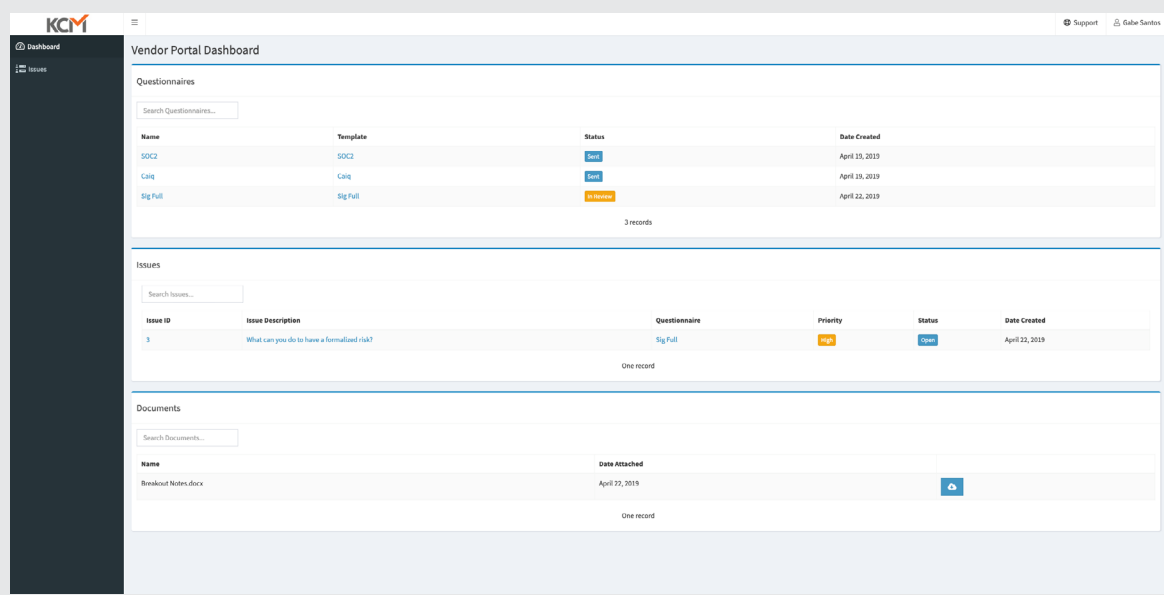 KCM
Support Gabe Santos
Dashboard
Issues
Vendor Portal Dashboard
Questionnaires
Search Questionnaires...
Name Template Status Date Created
SOC2 SOC2 Sent April 19, 2019
Caiq Caiq Sent April 19, 2019
Sig Full Sig Full In Review April 22, 2019
3 records
Issues
Search Issues...
Issue ID Issue Description Questionnaire Priority Status Date Created
3 What can you do to have a formalized risk? Sig Full High Open April 22, 2019
One record
Documents
Search Documents...
Name Date Attached
Breakout Notes.docx April 22, 2019
One record